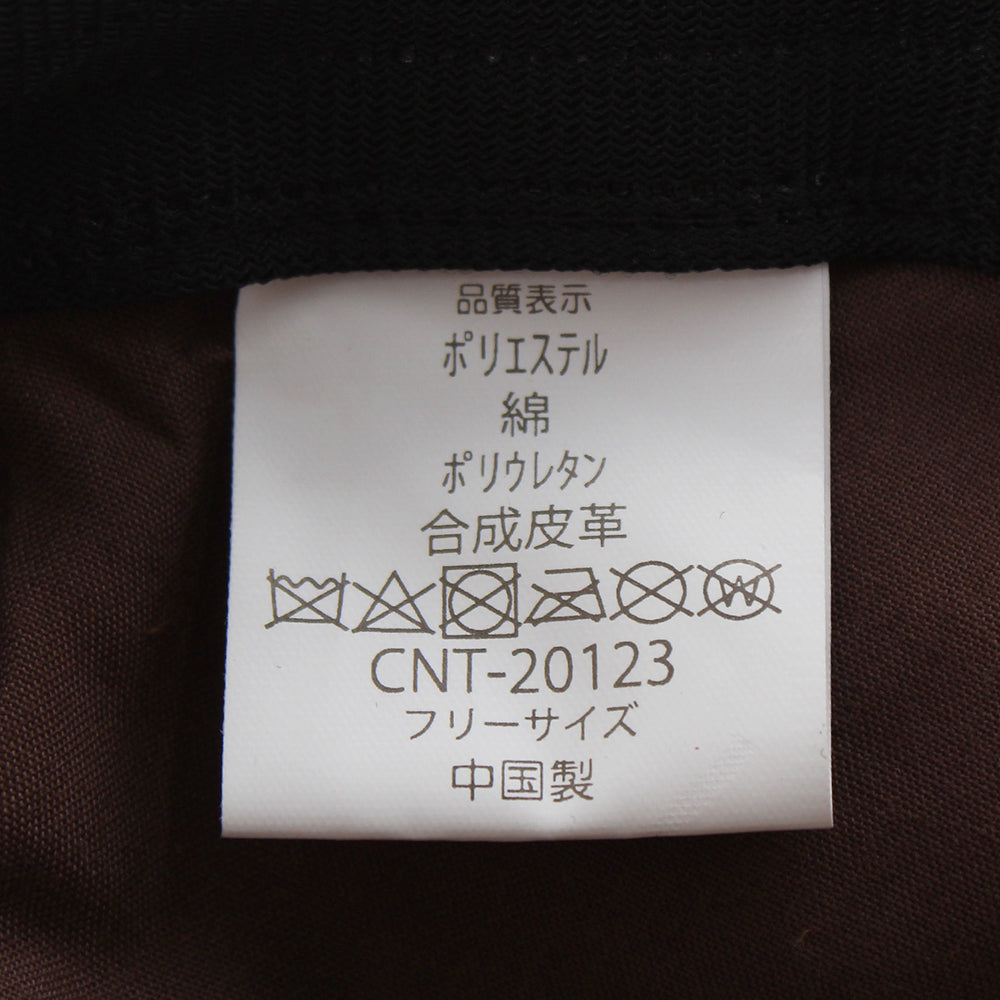 品質表示
ポリエステル
綿
ポリウレタン
合成皮革
W
CNT-20123
フリーサイズ
中国製